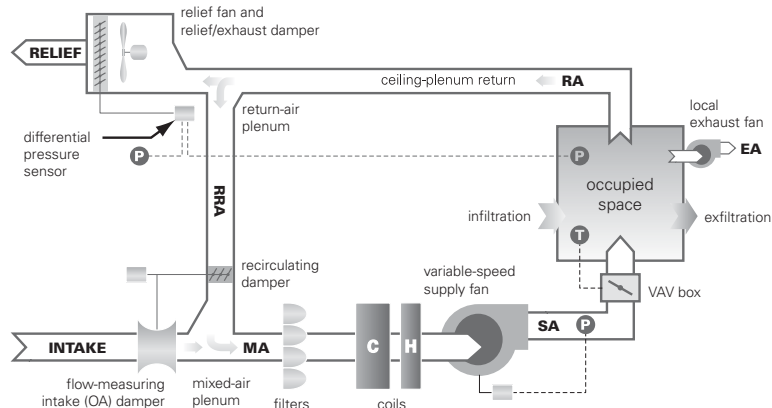 relief fan and
relief/exhaust damper
RELIEF
ceiling-plenum return
RA
return-air
plenum
local
exhaust fan
EA
differential
pressure
sensor
P
P
occupied
space
RRA
infiltration
exfiltration
T
recirculating
damper
variable-speed
supply fan
VAV box
INTAKE
MA
C
H
SA
P
flow-measuring
intake (OA) damper
mixed-air
plenum
filters
coils